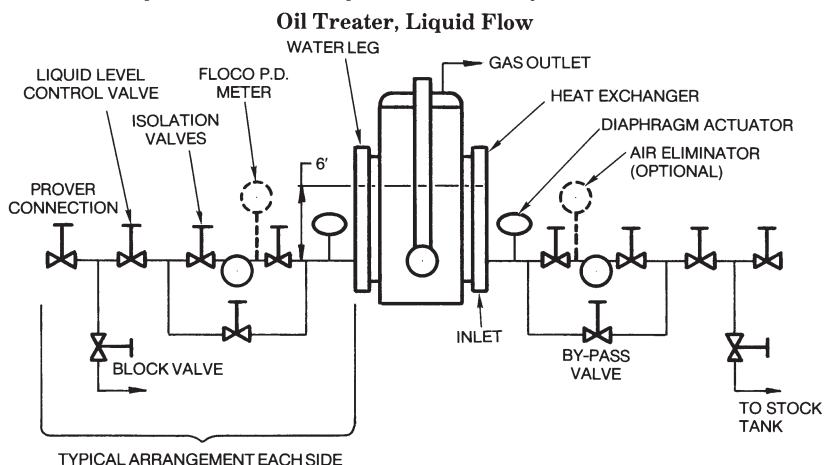 Oil Treater, Liquid Flow
WATER LEG
GAS OUTLET
LIQUID LEVEL
CONTROL VALVE
FLOCO P.D.
METER
HEAT EXCHANGER
ISOLATION
VALVES
DIAPHRAGM ACTUATOR
6'
AIR ELIMINATOR
(OPTIONAL)
PROVER
CONNECTION
INLET
BLOCK VALVE
BY-PASS
VALVE
TO STOCK
TANK
TYPICAL ARRANGEMENT EACH SIDE